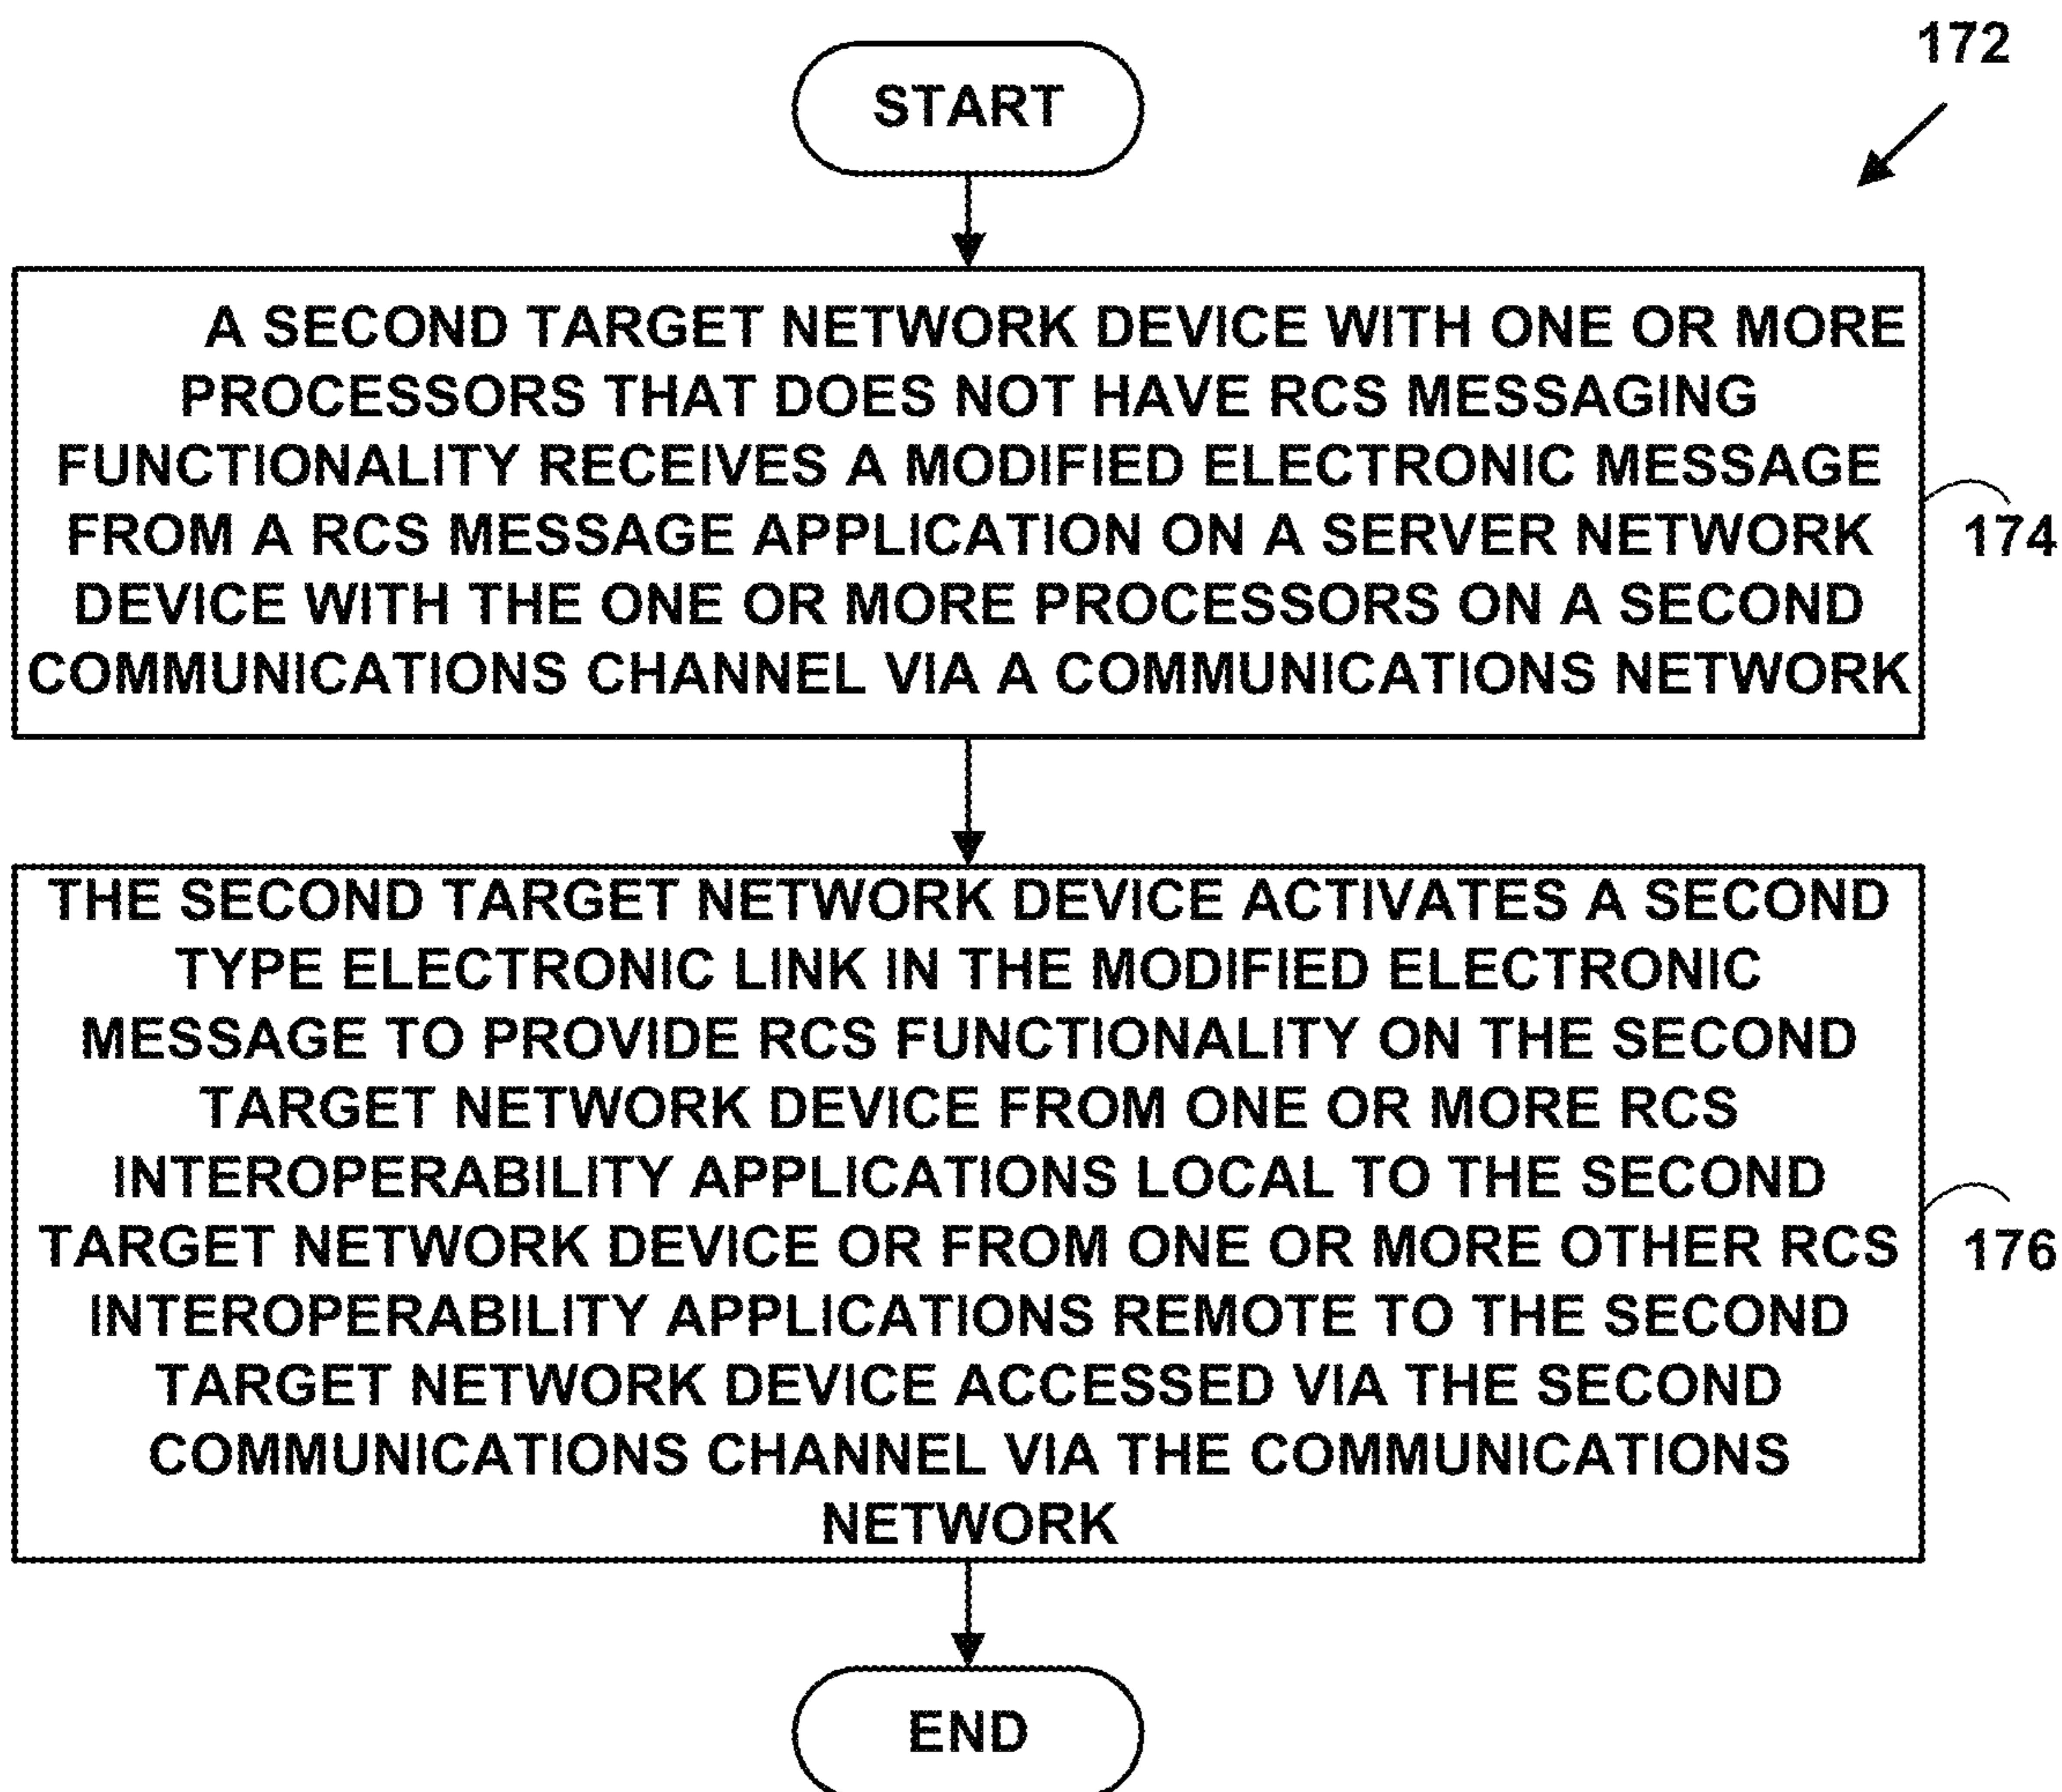 172
START
A SECOND TARGET NETWORK DEVICE WITH ONE OR MORE
PROCESSORS THAT DOES NOT HAVE RCS MESSAGING
FUNCTIONALITY RECEIVES A MODIFIED ELECTRONIC MESSAGE
FROM A RCS MESSAGE APPLICATION ON A SERVER NETWORK
DEVICE WITH THE ONE OR MORE PROCESSORS ON A SECOND
COMMUNICATIONS CHANNEL VIA A COMMUNICATIONS NETWORK
174
THE SECOND TARGET NETWORK DEVICE ACTIVATES A SECOND
TYPE ELECTRONIC LINK IN THE MODIFIED ELECTRONIC
MESSAGE TO PROVIDE RCS FUNCTIONALITY ON THE SECOND
TARGET NETWORK DEVICE FROM ONE OR MORE RCS
INTEROPERABILITY APPLICATIONS LOCAL TO THE SECOND
TARGET NETWORK DEVICE OR FROM ONE OR MORE OTHER RCS
INTEROPERABILITY APPLICATIONS REMOTE TO THE SECOND
TARGET NETWORK DEVICE ACCESSED VIA THE SECOND
COMMUNICATIONS CHANNEL VIA THE COMMUNICATIONS
NETWORK
176
END